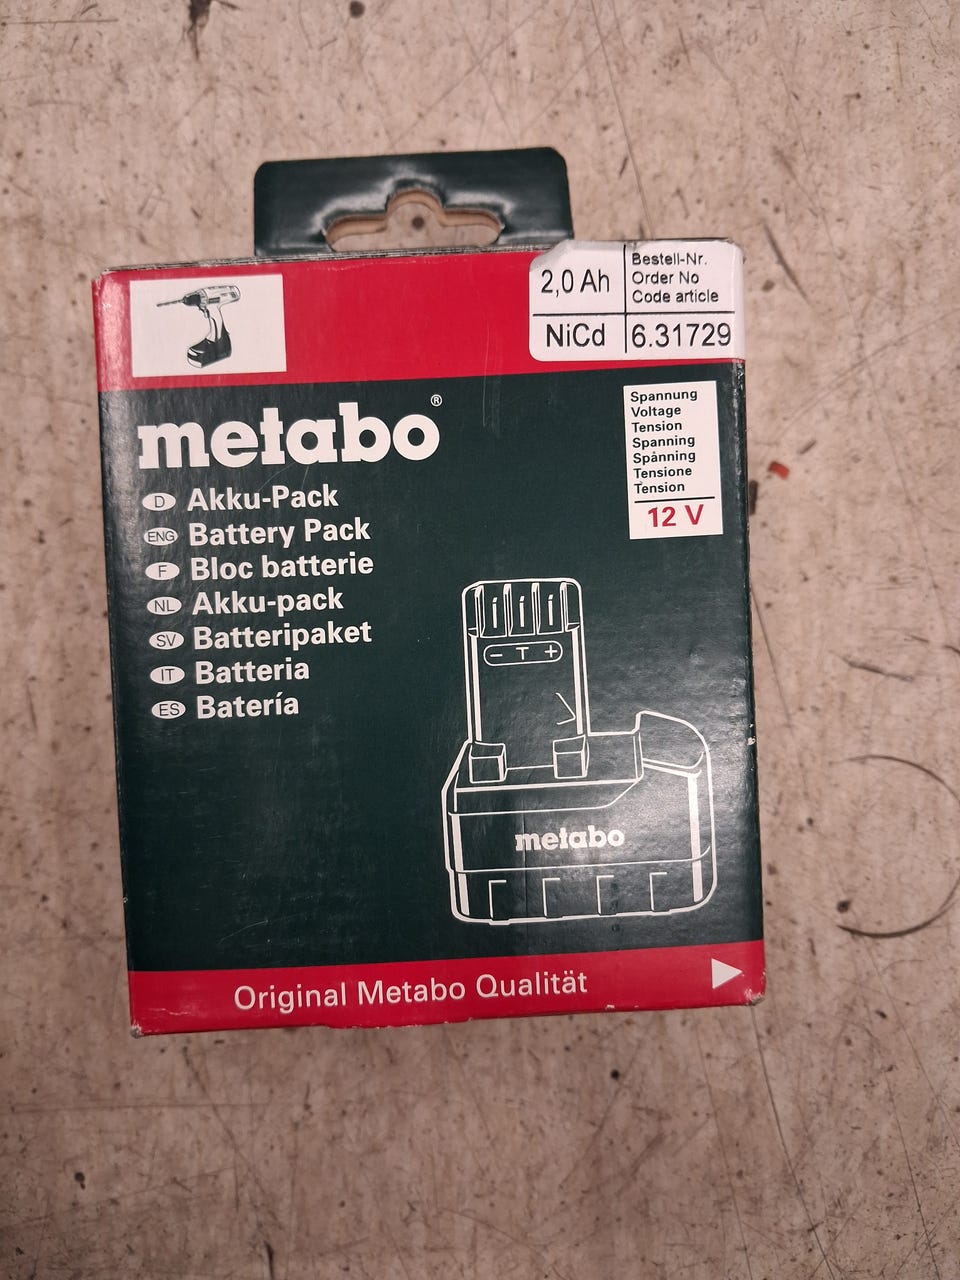 2,0 Ah
NiCd
Bestell-Nr.
Order No
Code article
6.31729
metabo®
D Akku-Pack
ENG Battery Pack
F Bloc batterie
NL Akku-pack
SV Batteripaket
IT Batteria
ES Batería
Spannung
Voltage
Tension
Spanning
Spånning
Tensione
Tension
12 V
− T +
metabo
Original Metabo Qualität